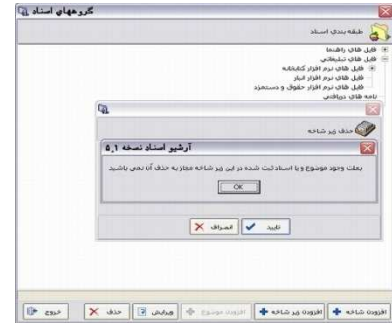 گروههای اسناد
طبقه بندی اسناد
فایل های راهنما
فایل های تبلیغاتی
فایل های نرم افزار کتابخانه
فایل های نرم افزار انبار
فایل های نرم افزار حقوق و دستمزد
نامه های دریافتی
حذف زیر شاخه
آرشیو اسناد نسخه ۵,۱
بعلت وجود موضوع و یا اسناد ثبت شده در این زیر شاخه مجاز به حذف آن نمی باشید
OK
تایید
انصراف
افزودن شاخه
افزودن زیر شاخه
افزودن موضوع
ویرایش
حذف
خروج